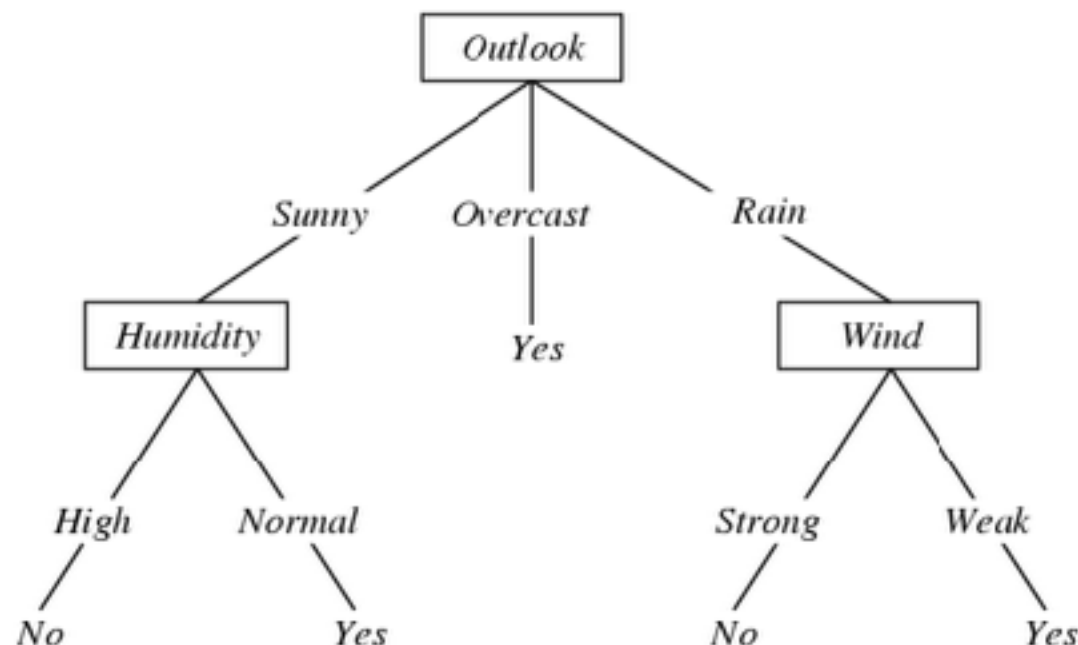 Outlook
Sunny Overcast Rain
Humidity Yes Wind
High Normal Strong Weak
No Yes No Yes